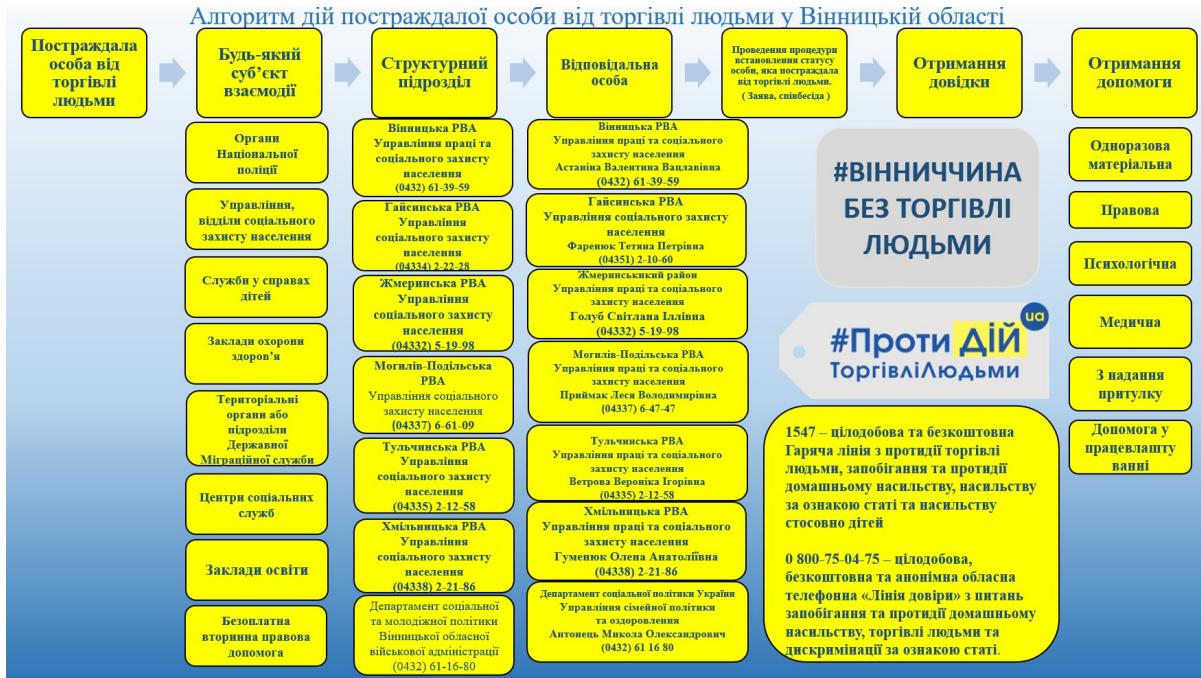 Алгоритм дій постраждалої особи від торгівлі людьми у Вінницькій області
Постраждала
особа від
торгівлі
людьми
Будь-який
суб’єкт
взаємодії
Структурний
підрозділ
Відповідальна
особа
Проведення процедури
встановлення статусу
особи, яка постраждала
від торгівлі людьми.
( Заява, співбесіда )
Отримання
довідки
Отримання
допомоги
Органи
Національної
поліції
Управління,
відділи соціального
захисту населення
Служби у справах
дітей
Заклади охорони
здоров’я
Територіальні
органи або
підрозділи
Державної
Міграційної служби
Центри соціальних
служб
Заклади освіти
Безоплатна
вторинна правова
допомога
Вінницька РВА
Управління праці та
соціального захисту
населення
(0432) 61-39-59
Гайсинська РВА
Управління
соціального захисту
населення
(04334) 2-22-28
Жмеринська РВА
Управління
соціального захисту
населення
(04332) 5-19-98
Могилів-Подільська
РВА
Управління соціального
захисту населення
(04337) 6-61-09
Тульчинська РВА
Управління
соціального захисту
населення
(04335) 2-12-58
Хмільницька РВА
Управління
соціального захисту
населення
(04338) 2-21-86
Департамент соціальної
та молодіжної політики
Вінницької обласної
військової адміністрації
(0432) 61-16-80
Вінницька РВА
Управління праці та соціального
захисту населення
Астаніна Валентина Вацлавівна
(0432) 61-39-59
Гайсинська РВА
Управління соціального захисту
населення
Фаренюк Тетяна Петрівна
(04351) 2-10-60
Жмеринськикий район
Управління праці та соціального
захисту населення
Голуб Світлана Іллівна
(04332) 5-19-98
Могилів-Подільська РВА
Управління праці та соціального
захисту населення
Приймак Леся Володимирівна
(04337) 6-47-47
Тульчинська РВА
Управління праці та соціального
захисту населення
Ветрова Вероніка Ігорівна
(04335) 2-12-58
Хмільницька РВА
Управління праці та соціального
захисту населення
Гуменюк Олена Анатоліївна
(04338) 2-21-86
Департамент соціальної політики України
Управління сімейної політики
та оздоровлення
Антонець Микола Олександрович
(0432) 61 16 80
#ВІННИЧЧИНА
БЕЗ ТОРГІВЛІ
ЛЮДЬМИ
#Проти ДІЙ ua
ТоргівліЛюдьми
1547 – цілодобова та безкоштовна
Гаряча лінія з протидії торгівлі
людьми, запобігання та протидії
домашньому насильству, насильству
за ознакою статі та насильству
стосовно дітей
0 800-75-04-75 – цілодобова,
безкоштовна та анонімна обласна
телефонна «Лінія довіри» з питань
запобігання та протидії домашньому
насильству, торгівлі людьми та
дискримінації за ознакою статі.
Одноразова
матеріальна
Правова
Психологічна
Медична
З надання
притулку
Допомога у
працевлашту
ванні